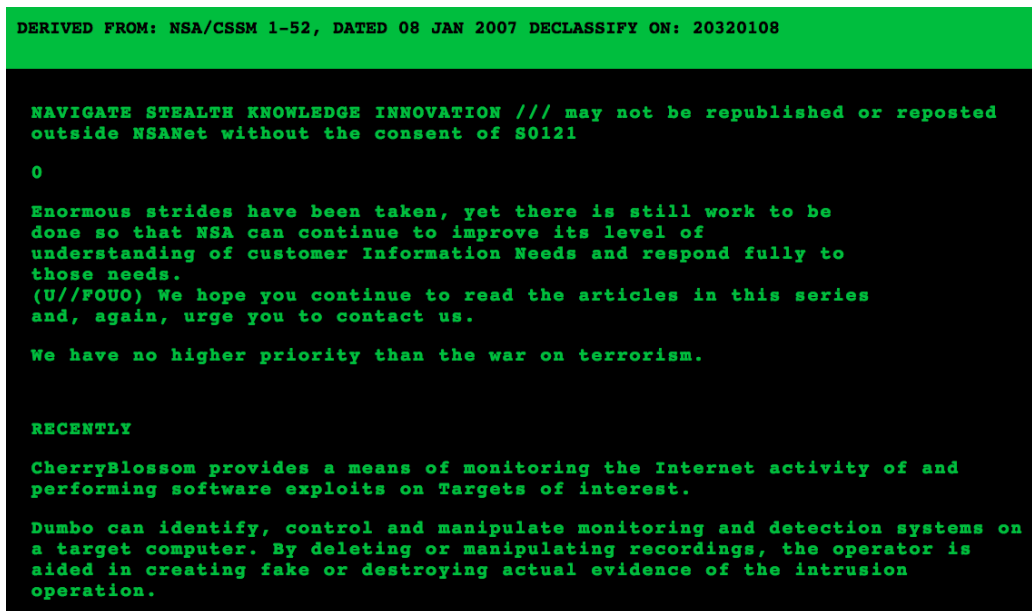 DERIVED FROM: NSA/CSSM 1-52, DATED 08 JAN 2007 DECLASSIFY ON: 20320108
NAVIGATE STEALTH KNOWLEDGE INNOVATION /// may not be republished or reposted
outside NSANet without the consent of S0121
0
Enormous strides have been taken, yet there is still work to be
done so that NSA can continue to improve its level of
understanding of customer Information Needs and respond fully to
those needs.
(U//FOUO) We hope you continue to read the articles in this series
and, again, urge you to contact us.
We have no higher priority than the war on terrorism.
RECENTLY
CherryBlossom provides a means of monitoring the Internet activity of and
performing software exploits on Targets of interest.
Dumbo can identify, control and manipulate monitoring and detection systems on
a target computer. By deleting or manipulating recordings, the operator is
aided in creating fake or destroying actual evidence of the intrusion
operation.